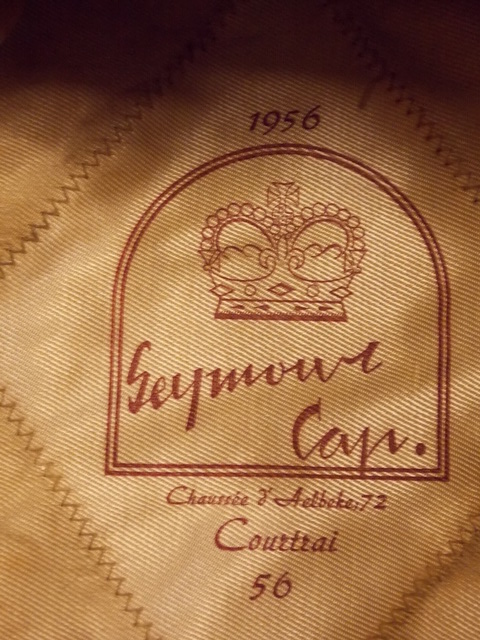 1956
Seymour
Cap.
Chaussée d'Aelbeke, 72
Courtrai
56